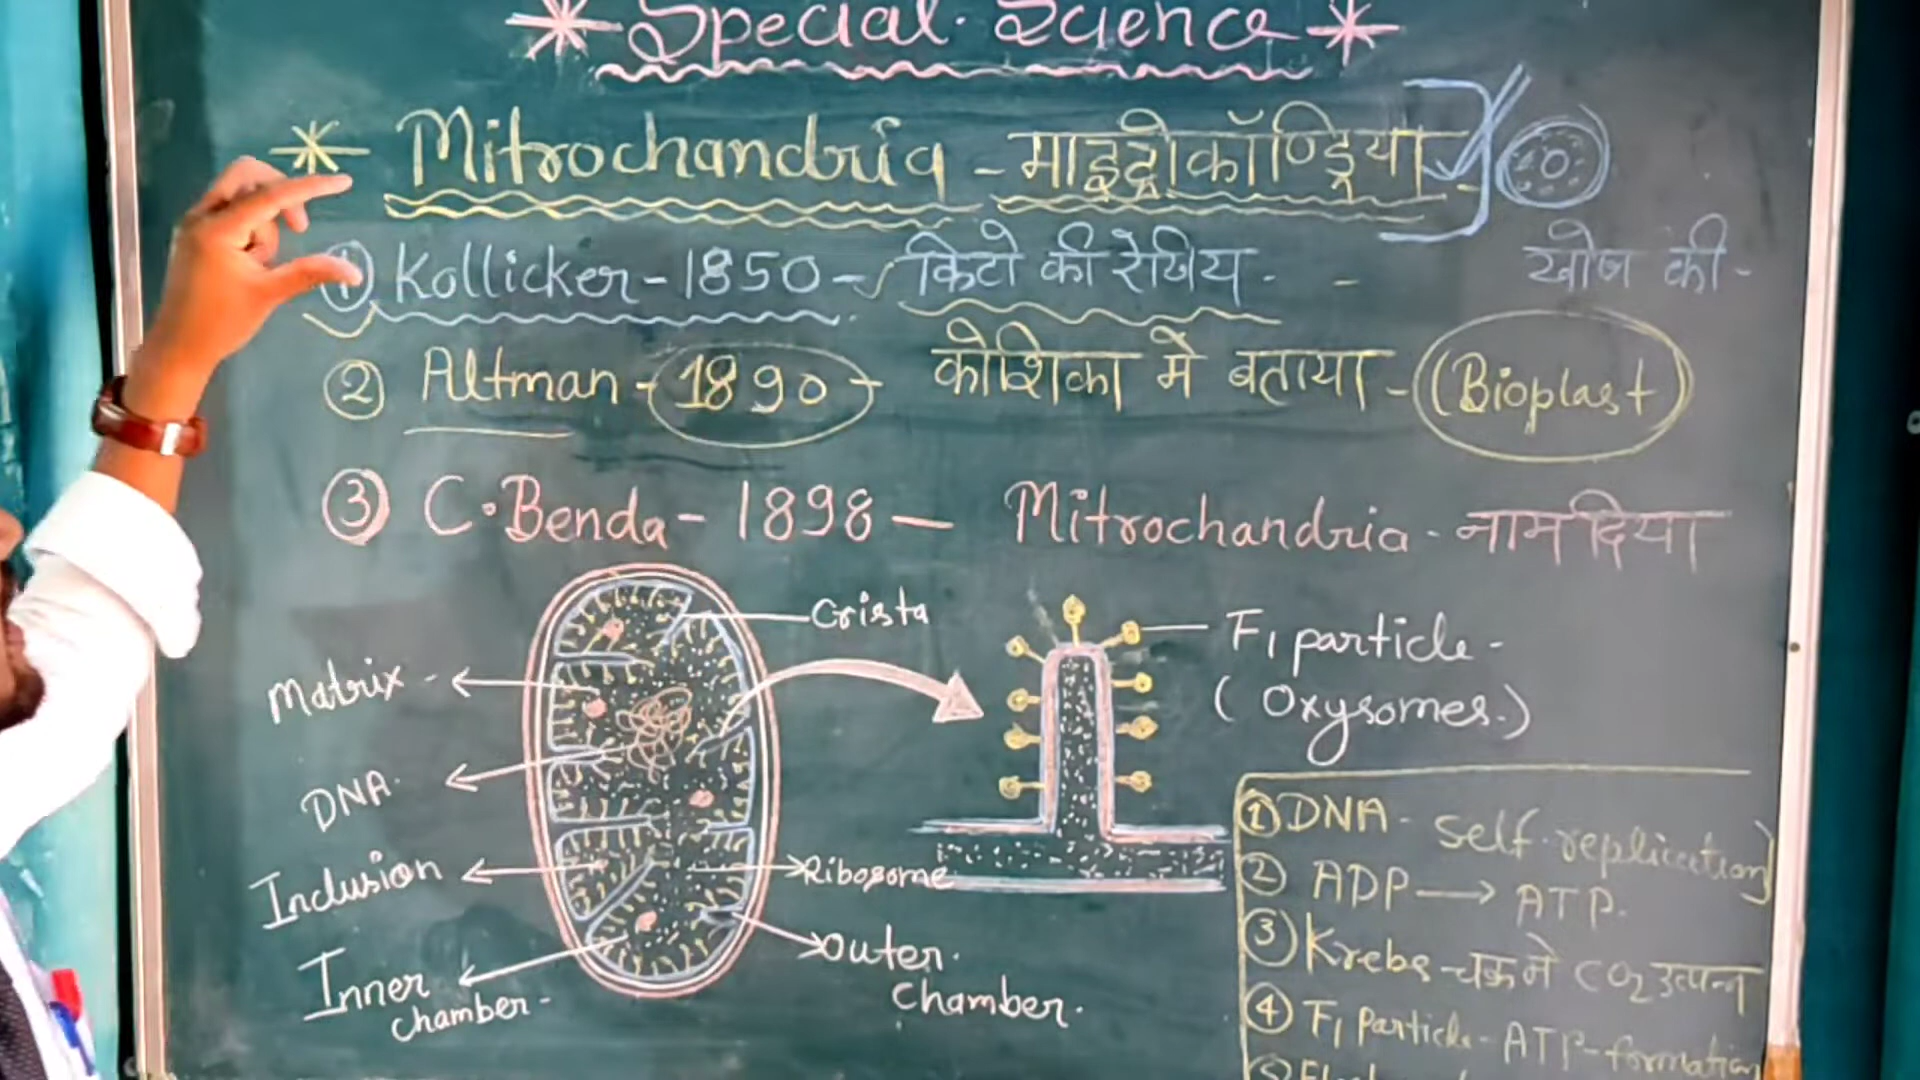 * Special. Science *
* Mitrochandria - माइट्रोकॉण्ड्रिया -
① Kollicker - 1850 - किटो की रेखिय - खोज की -
② Altman - 1890 - कोशिका में बताया - (Bioplast)
③ C. Benda - 1898 - Mitrochandria - नाम दिया
Crista
Matrix -
DNA
Inclusion
Inner chamber -
Ribosome
Outer. Chamber.
F1 particle -
(Oxysomes.)
① DNA - Self. replication
② ADP → ATP.
③ Krebs - चक्र में CO2 उत्पन्न
④ F1 Particle - ATP - formation